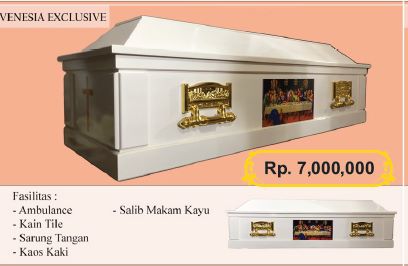 VENESIA EXCLUSIVE
Rp. 7,000,000
Fasilitas :
- Ambulance
- Kain Tile
- Sarung Tangan
- Kaos Kaki
- Salib Makam Kayu